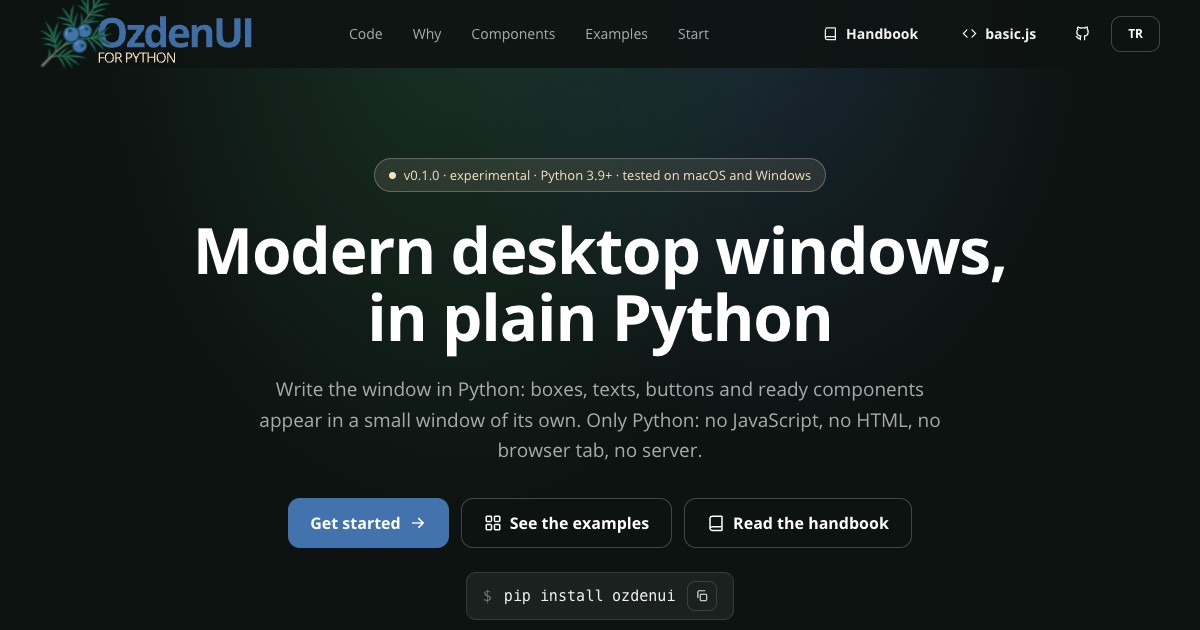 OzdenUI
FOR PYTHON
Code
Why
Components
Examples
Start
Handbook
basic.js
TR
v0.1.0 · experimental · Python 3.9+ · tested on macOS and Windows
Modern desktop windows,
in plain Python
Write the window in Python: boxes, texts, buttons and ready components
appear in a small window of its own. Only Python: no JavaScript, no HTML, no
browser tab, no server.
Get started
See the examples
Read the handbook
$ pip install ozdenui